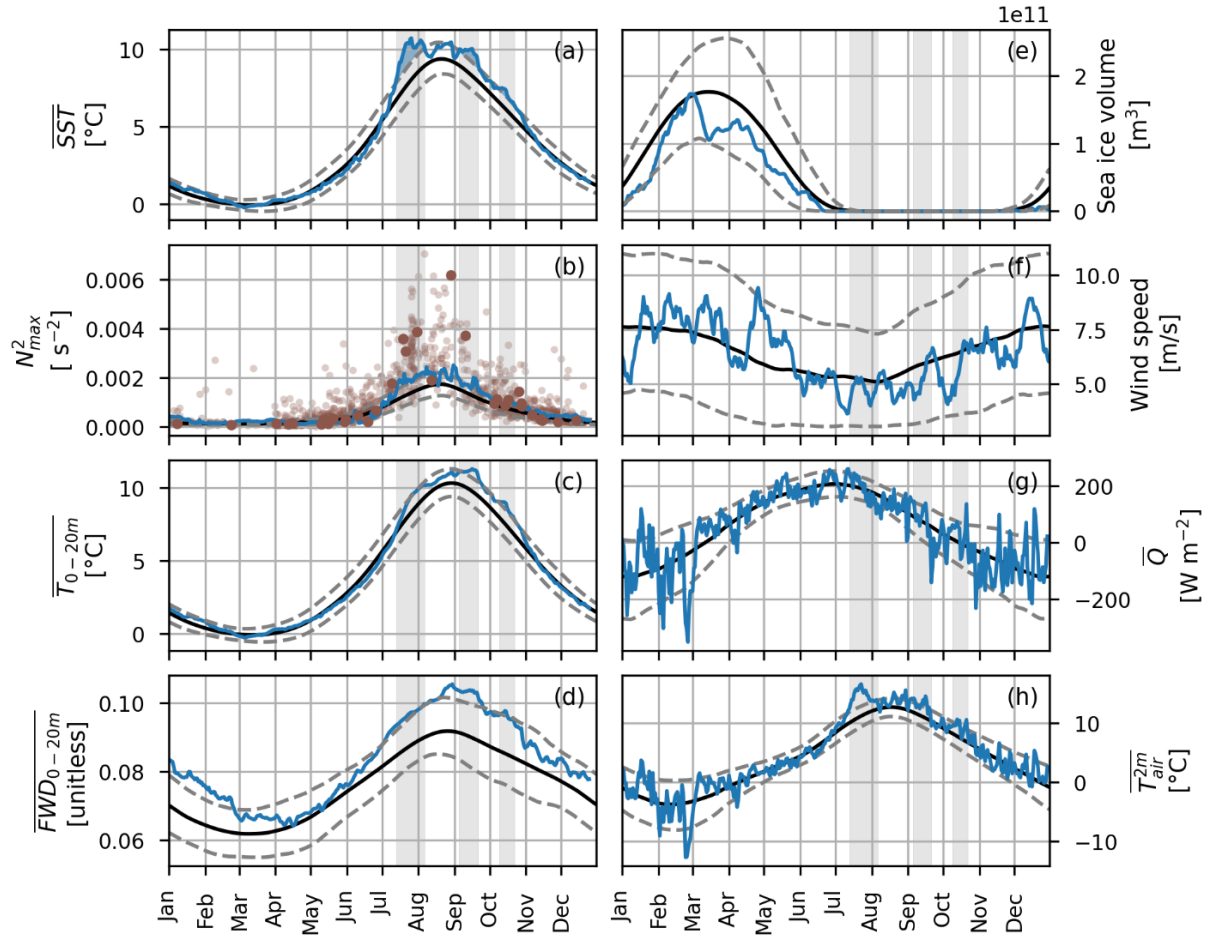 1e11
(a)
SST
[°C]
10
5
0
(e)
Sea ice volume
[m³]
2
1
0
(b)
N²max
[ s⁻²]
0.006
0.004
0.002
0.000
(f)
Wind speed
[m/s]
10.0
7.5
5.0
(c)
T0−20m
[°C]
10
5
0
(g)
Q
[W m⁻²]
200
0
−200
(d)
FWD0−20m
[unitless]
0.10
0.08
0.06
(h)
T2m air
[°C]
10
0
−10
Jan Feb Mar Apr May Jun Jul Aug Sep Oct Nov Dec
Jan Feb Mar Apr May Jun Jul Aug Sep Oct Nov Dec